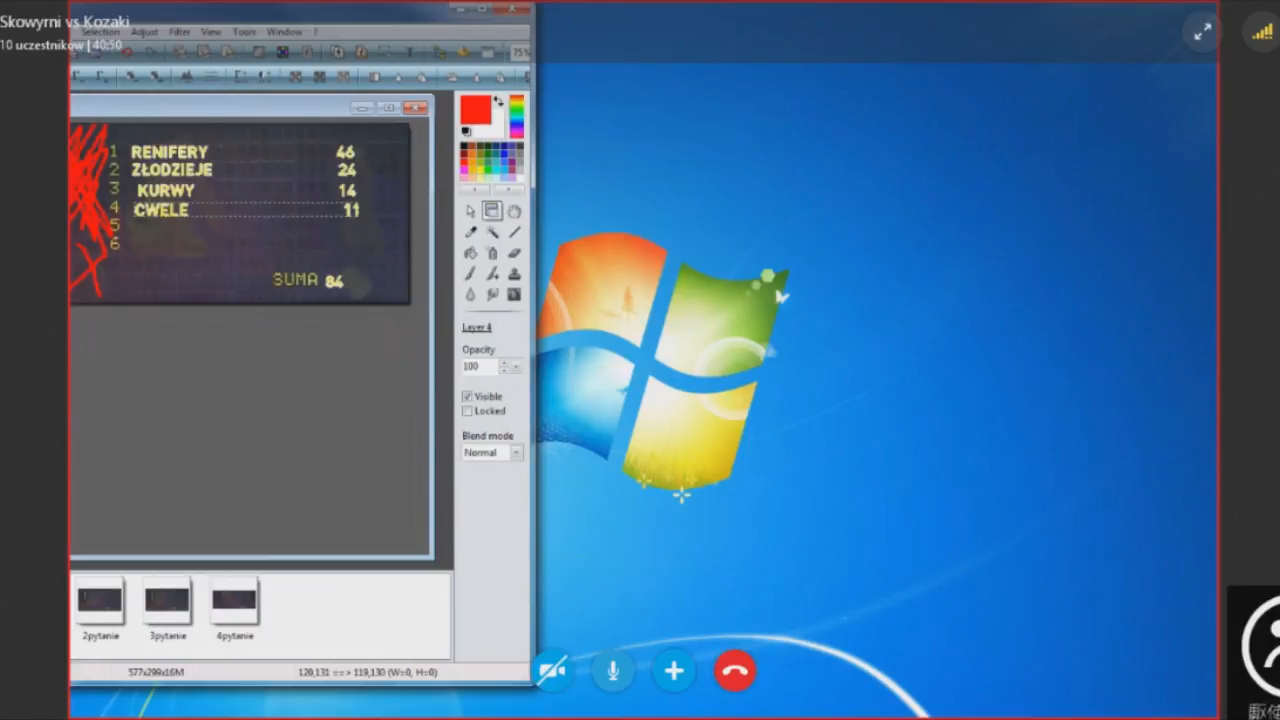 Skowyrni vs Kozaki
10 uczestników | 40:50
Selection Adjust Filter View Tools Window ?
75%
1 RENIFERY 46
2 ZŁODZIEJE 24
3 KURWY 14
4 CWELE 11
5
6
SUMA 84
Layer 4
Opacity
100
Visible
Locked
Blend mode
Normal
2pytanie 3pytanie 4pytanie
577x299x16M 120,131 ==> 119,130 (W=0, H=0)